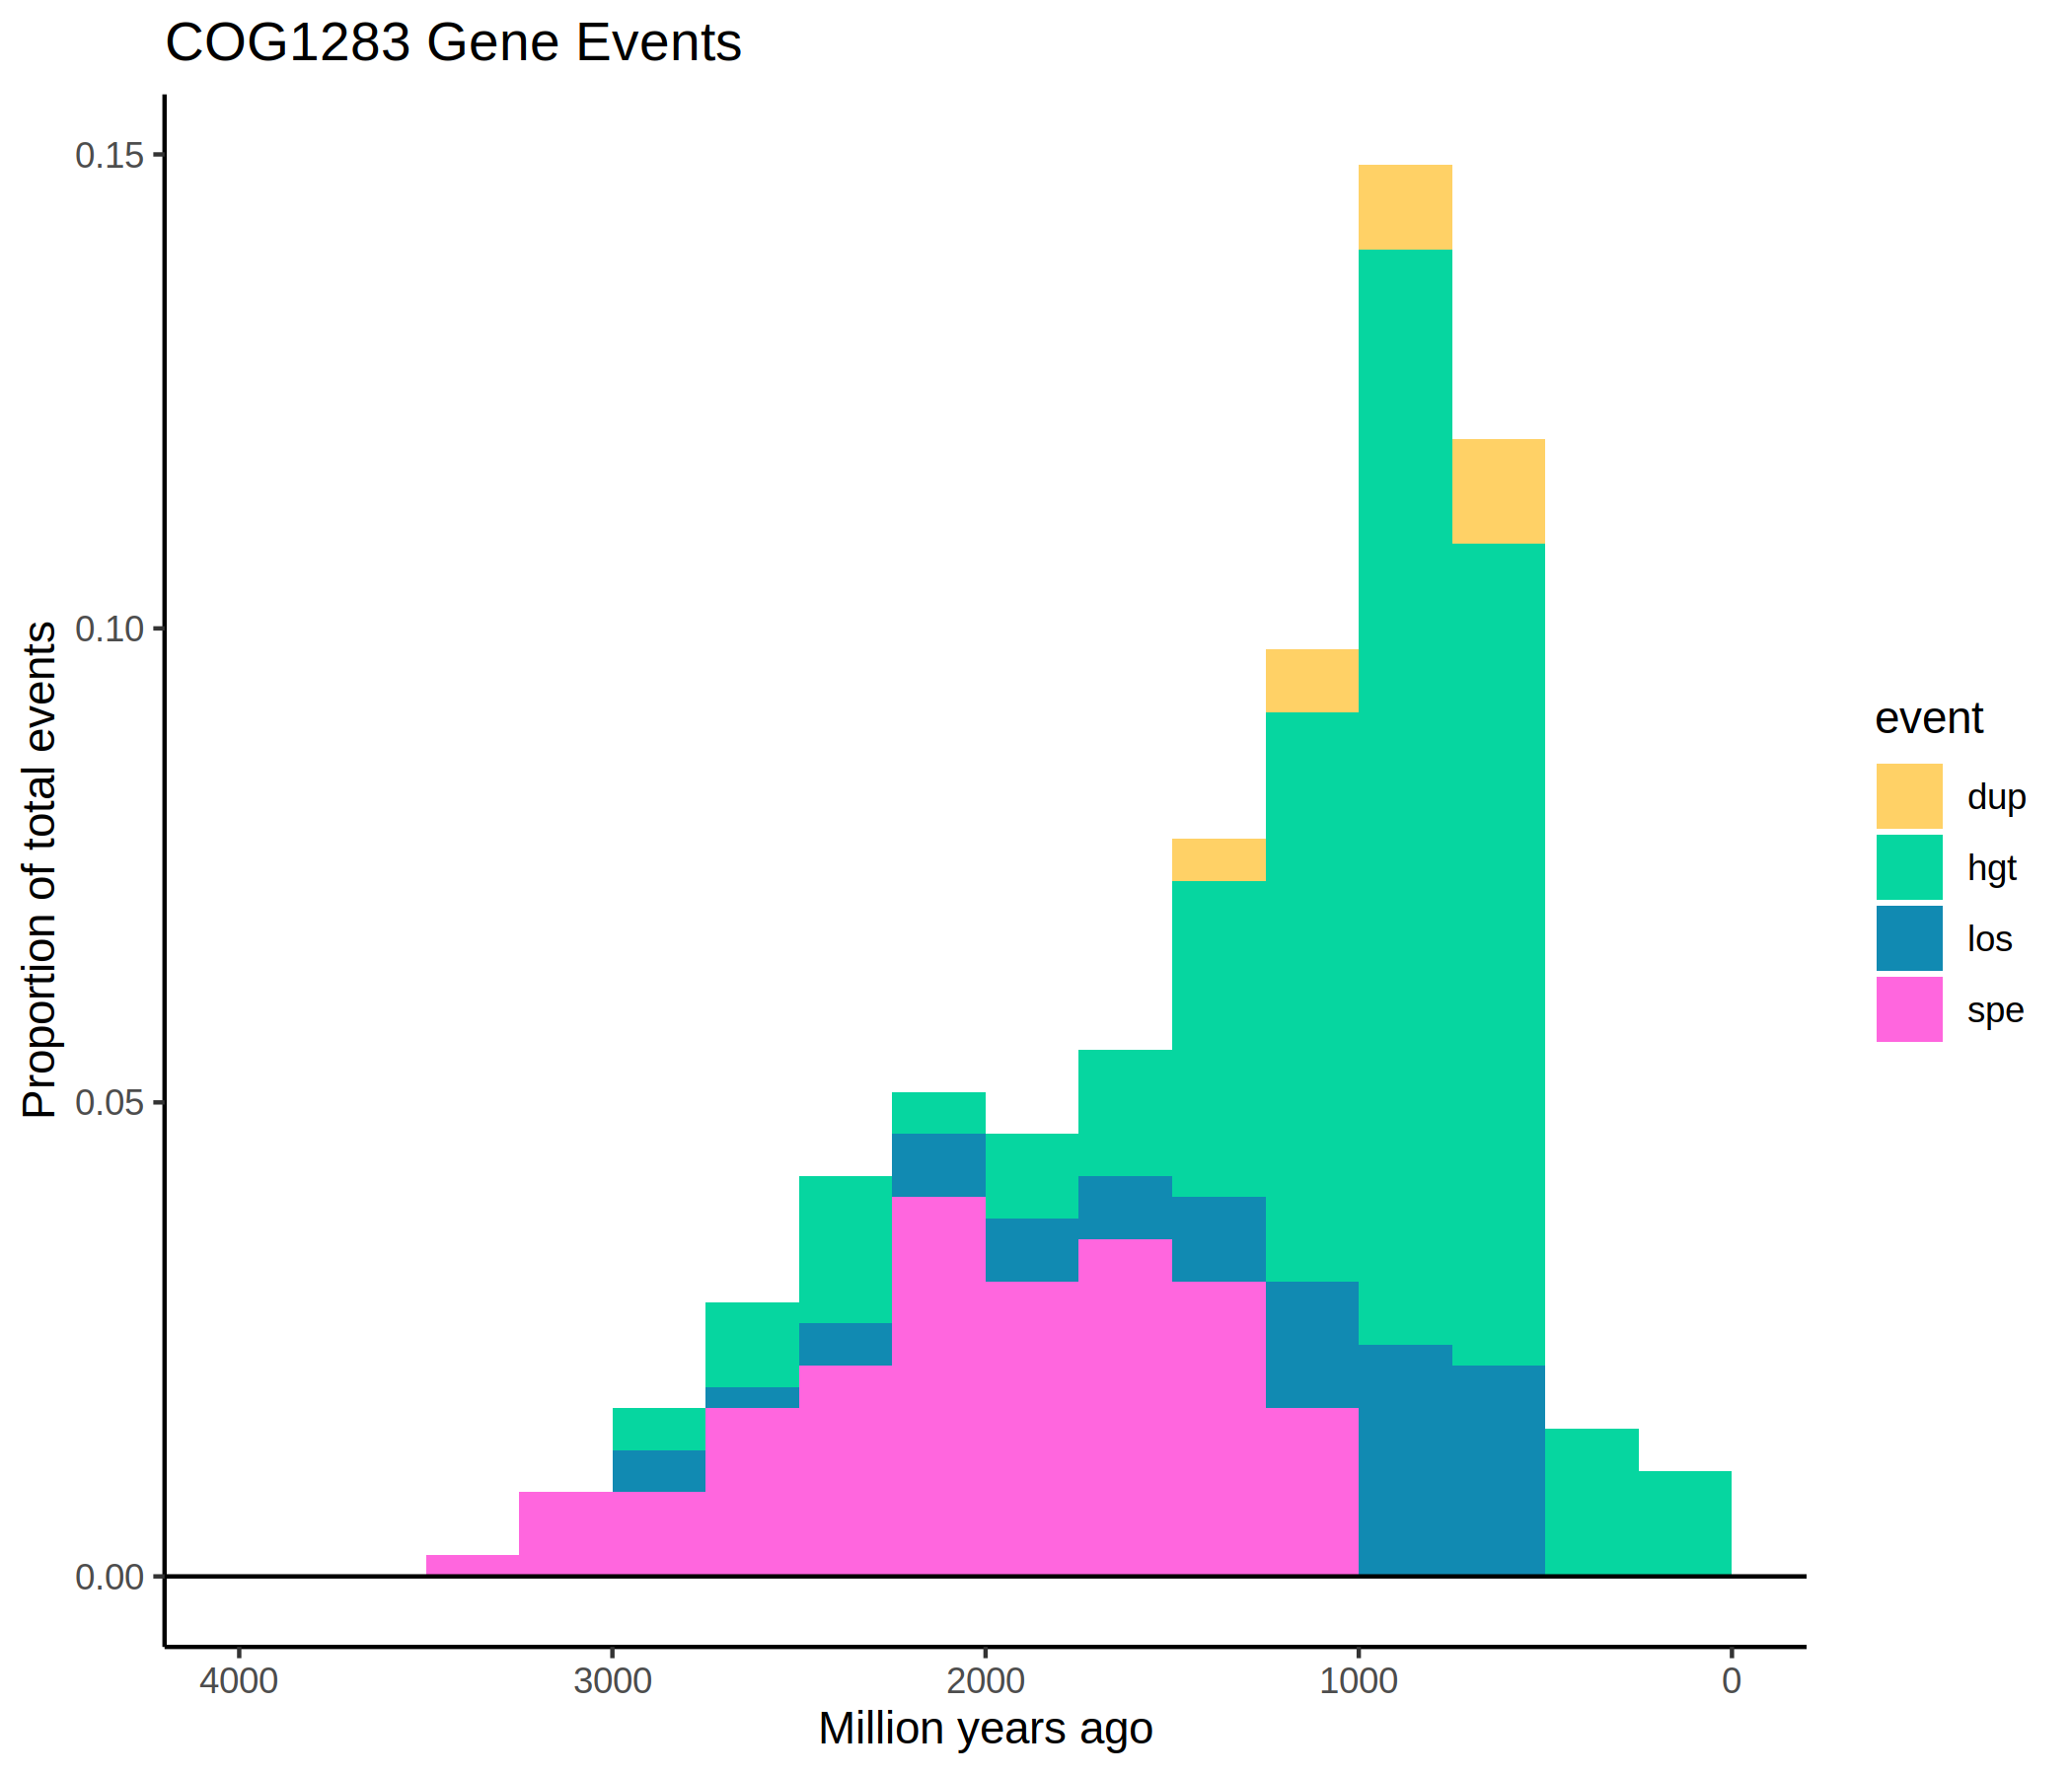 COG1283 Gene Events
0.15
0.10
0.05
0.00
Proportion of total events
4000 3000 2000 1000 0
Million years ago
event
dup
hgt
los
spe